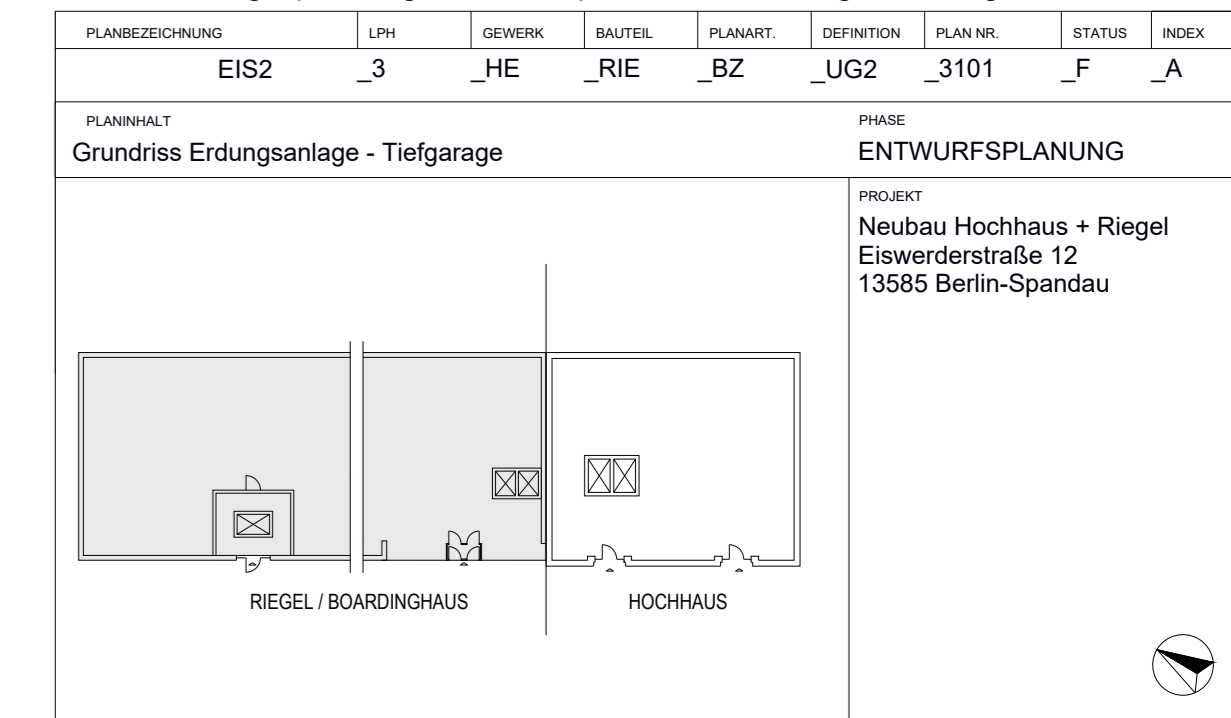 PLANBEZEICHNUNG LPH GEWERK BAUTEIL PLANART. DEFINITION PLAN NR. STATUS INDEX
EIS2 _3 _HE _RIE _BZ _UG2 _3101 _F _A
PLANINHALT PHASE
Grundriss Erdungsanlage - Tiefgarage ENTWURFSPLANUNG
PROJEKT
Neubau Hochhaus + Riegel
Eiswerderstraße 12
13585 Berlin-Spandau
RIEGEL / BOARDINGHAUS HOCHHAUS